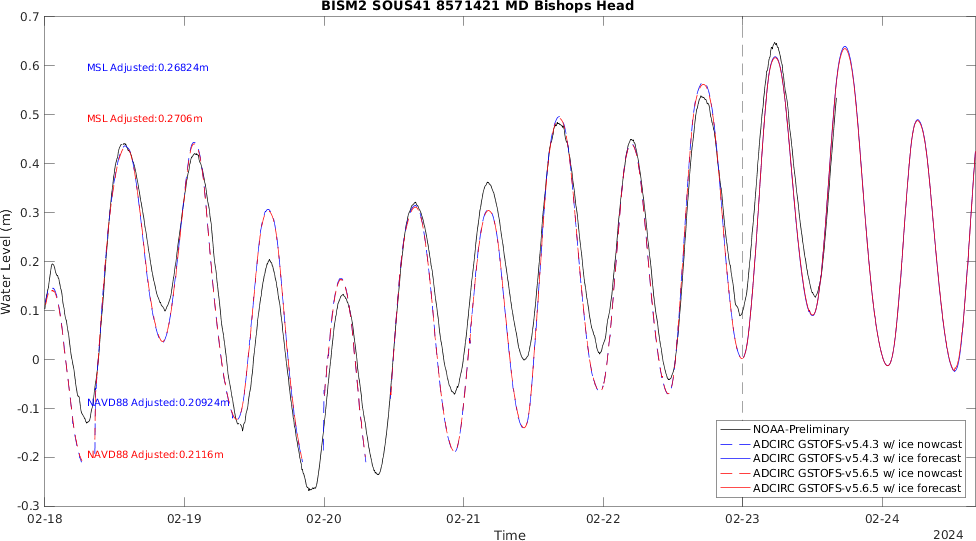 BISM2 SOUS41 8571421 MD Bishops Head
0.7
0.6
0.5
0.4
0.3
0.2
0.1
0
-0.1
-0.2
-0.3
Water Level (m)
MSL Adjusted:0.26824m
MSL Adjusted:0.2706m
NAVD88 Adjusted:0.20924m
NAVD88 Adjusted:0.2116m
NOAA-Preliminary
ADCIRC GSTOFS-v5.4.3 w/ ice nowcast
ADCIRC GSTOFS-v5.4.3 w/ ice forecast
ADCIRC GSTOFS-v5.6.5 w/ ice nowcast
ADCIRC GSTOFS-v5.6.5 w/ ice forecast
02-18 02-19 02-20 02-21 02-22 02-23 02-24
Time
2024